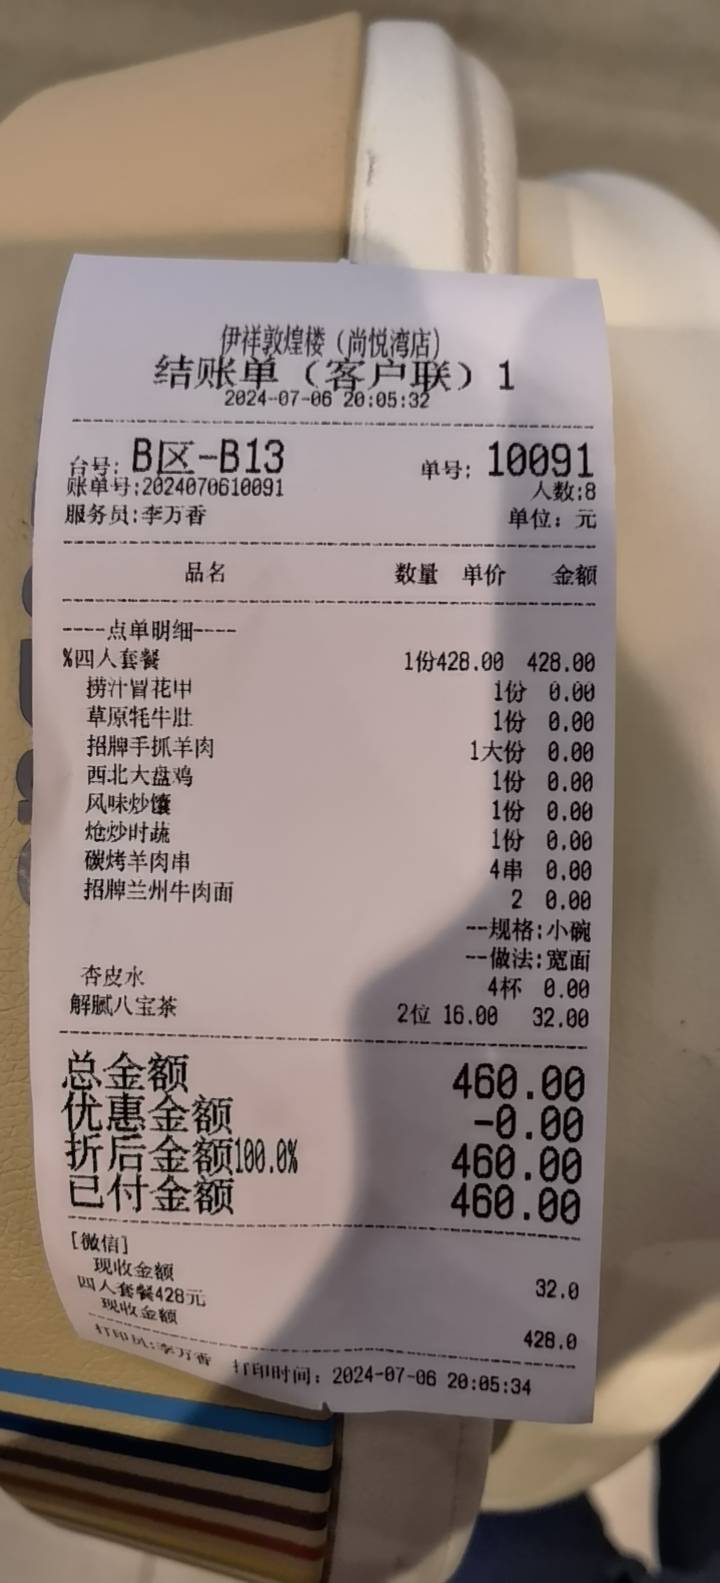 伊祥敦煌楼（尚悦湾店）
结账单（客户联）1
2024-07-06 20:05:32
台号: B区-B13 单号: 10091
账单号:2024070610091 人数:8
服务员:李万香 单位: 元
品名 数量 单价 金额
----点单明细----
%四人套餐 1份428.00 428.00
捞汁冒花甲 1份 0.00
草原牦牛肚 1份 0.00
招牌手抓羊肉 1大份 0.00
西北大盘鸡 1份 0.00
风味炒馕 1份 0.00
炝炒时蔬 1份 0.00
碳烤羊肉串 4串 0.00
招牌兰州牛肉面 2 0.00
--规格:小碗
--做法:宽面
杏皮水 4杯 0.00
解腻八宝茶 2位 16.00 32.00
总金额 460.00
优惠金额 -0.00
折后金额100.0% 460.00
已付金额 460.00
[微信]
现收金额 32.0
四人套餐428元
现收金额 428.0
打印员:李万香 打印时间: 2024-07-06 20:05:34